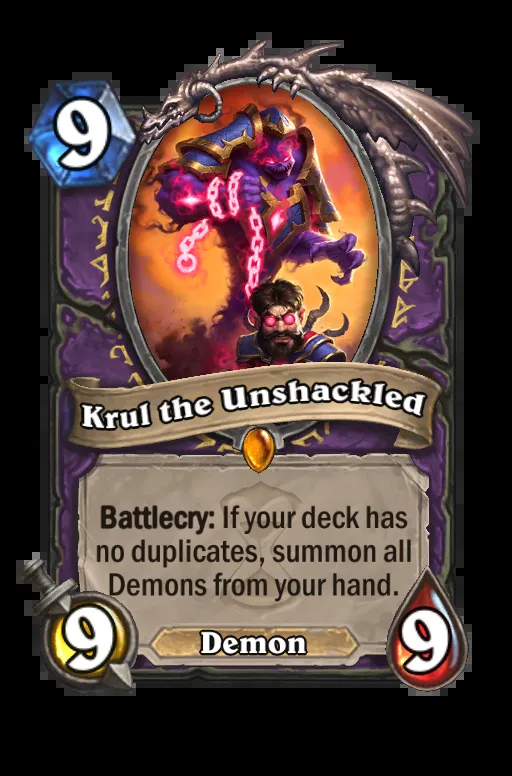 9
Krul the Unshackled
Battlecry: If your deck has
no duplicates, summon all
Demons from your hand.
9
Demon
9